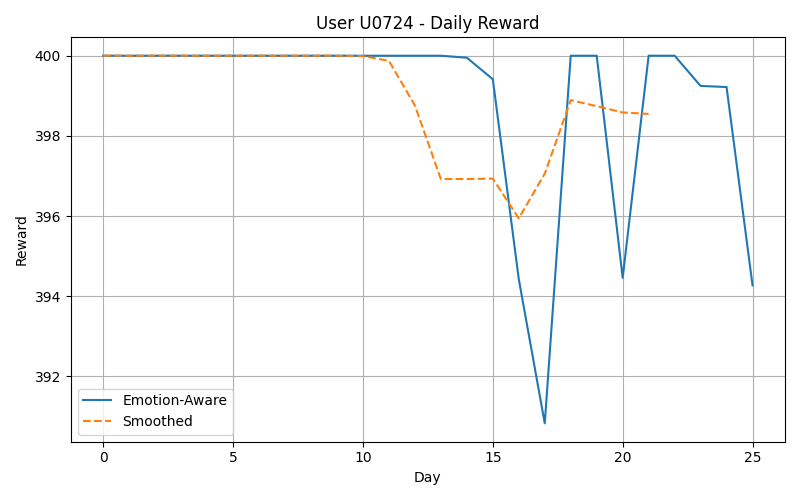 User U0724 - Daily Reward
Reward
400
398
396
394
392
Emotion-Aware
Smoothed
0 5 10 15 20 25
Day